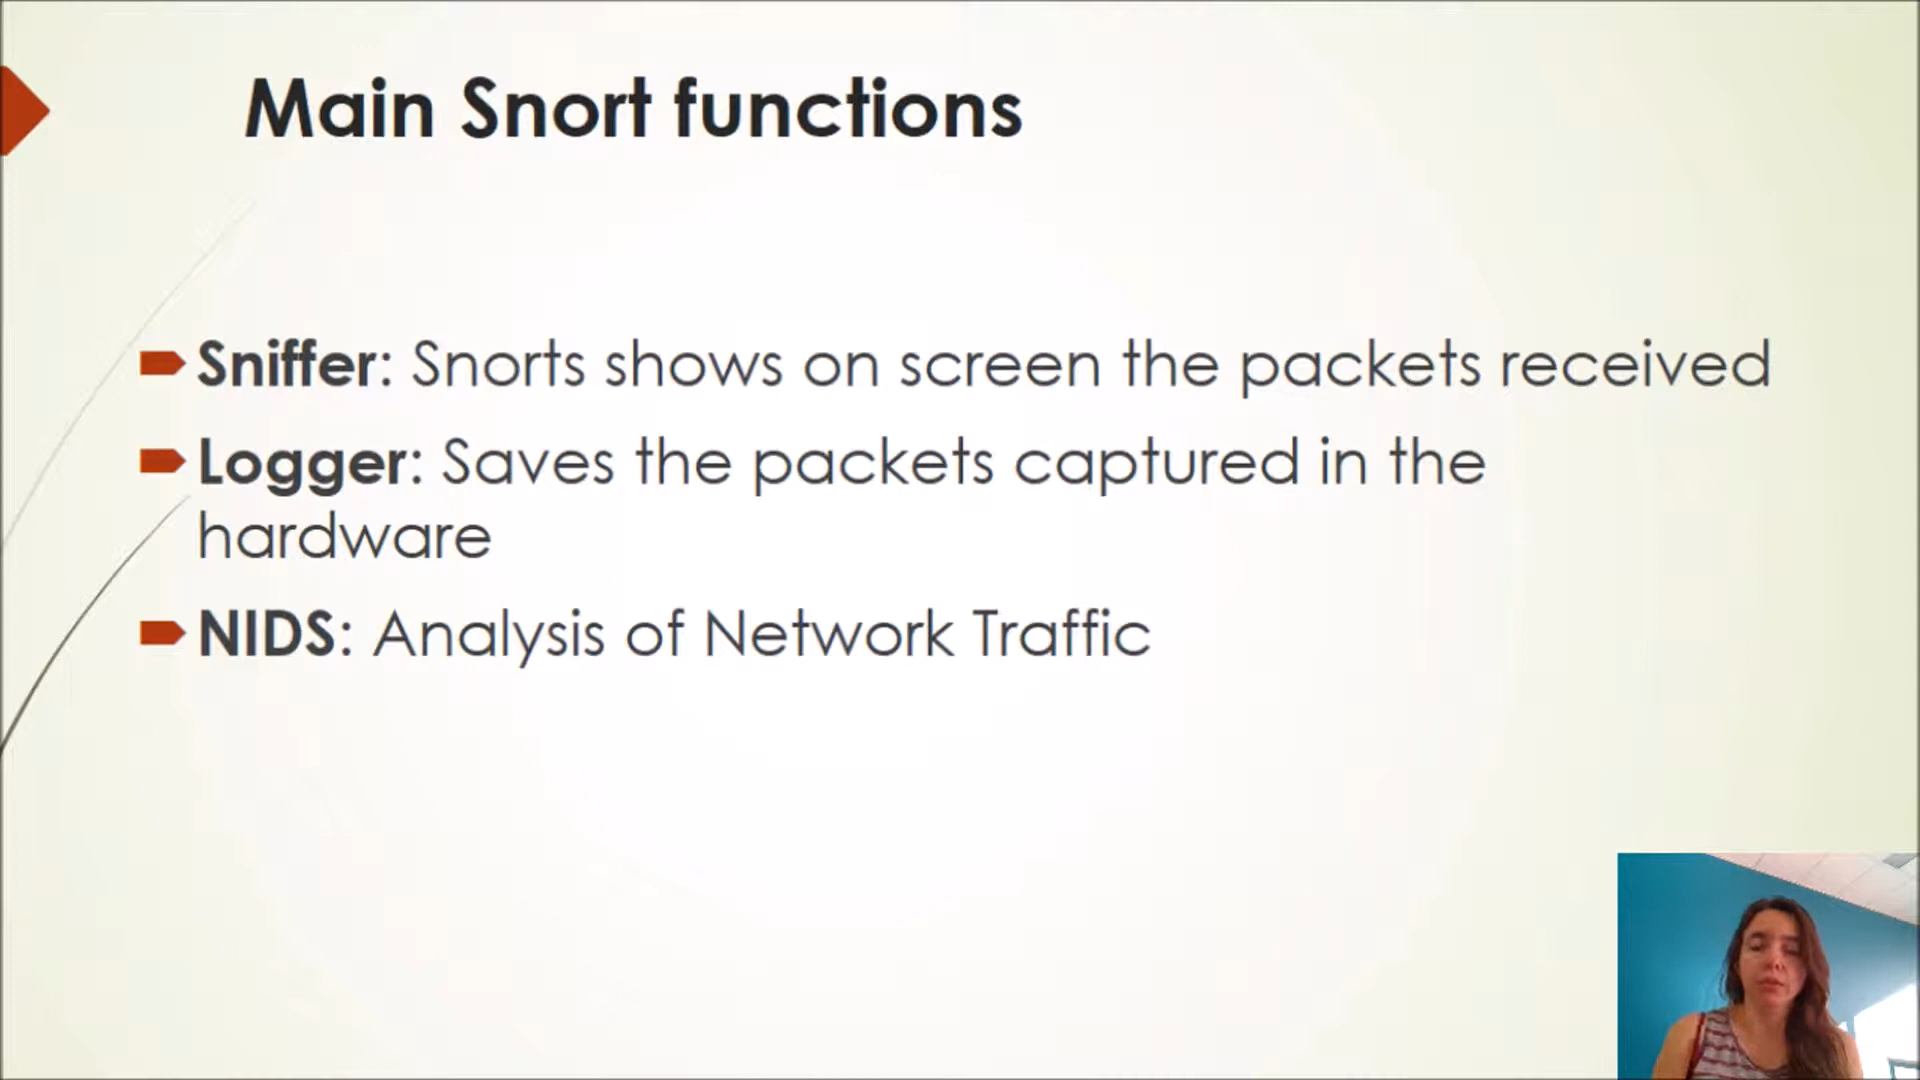 Main Snort functions
Sniffer: Snorts shows on screen the packets received
Logger: Saves the packets captured in the
hardware
NIDS: Analysis of Network Traffic